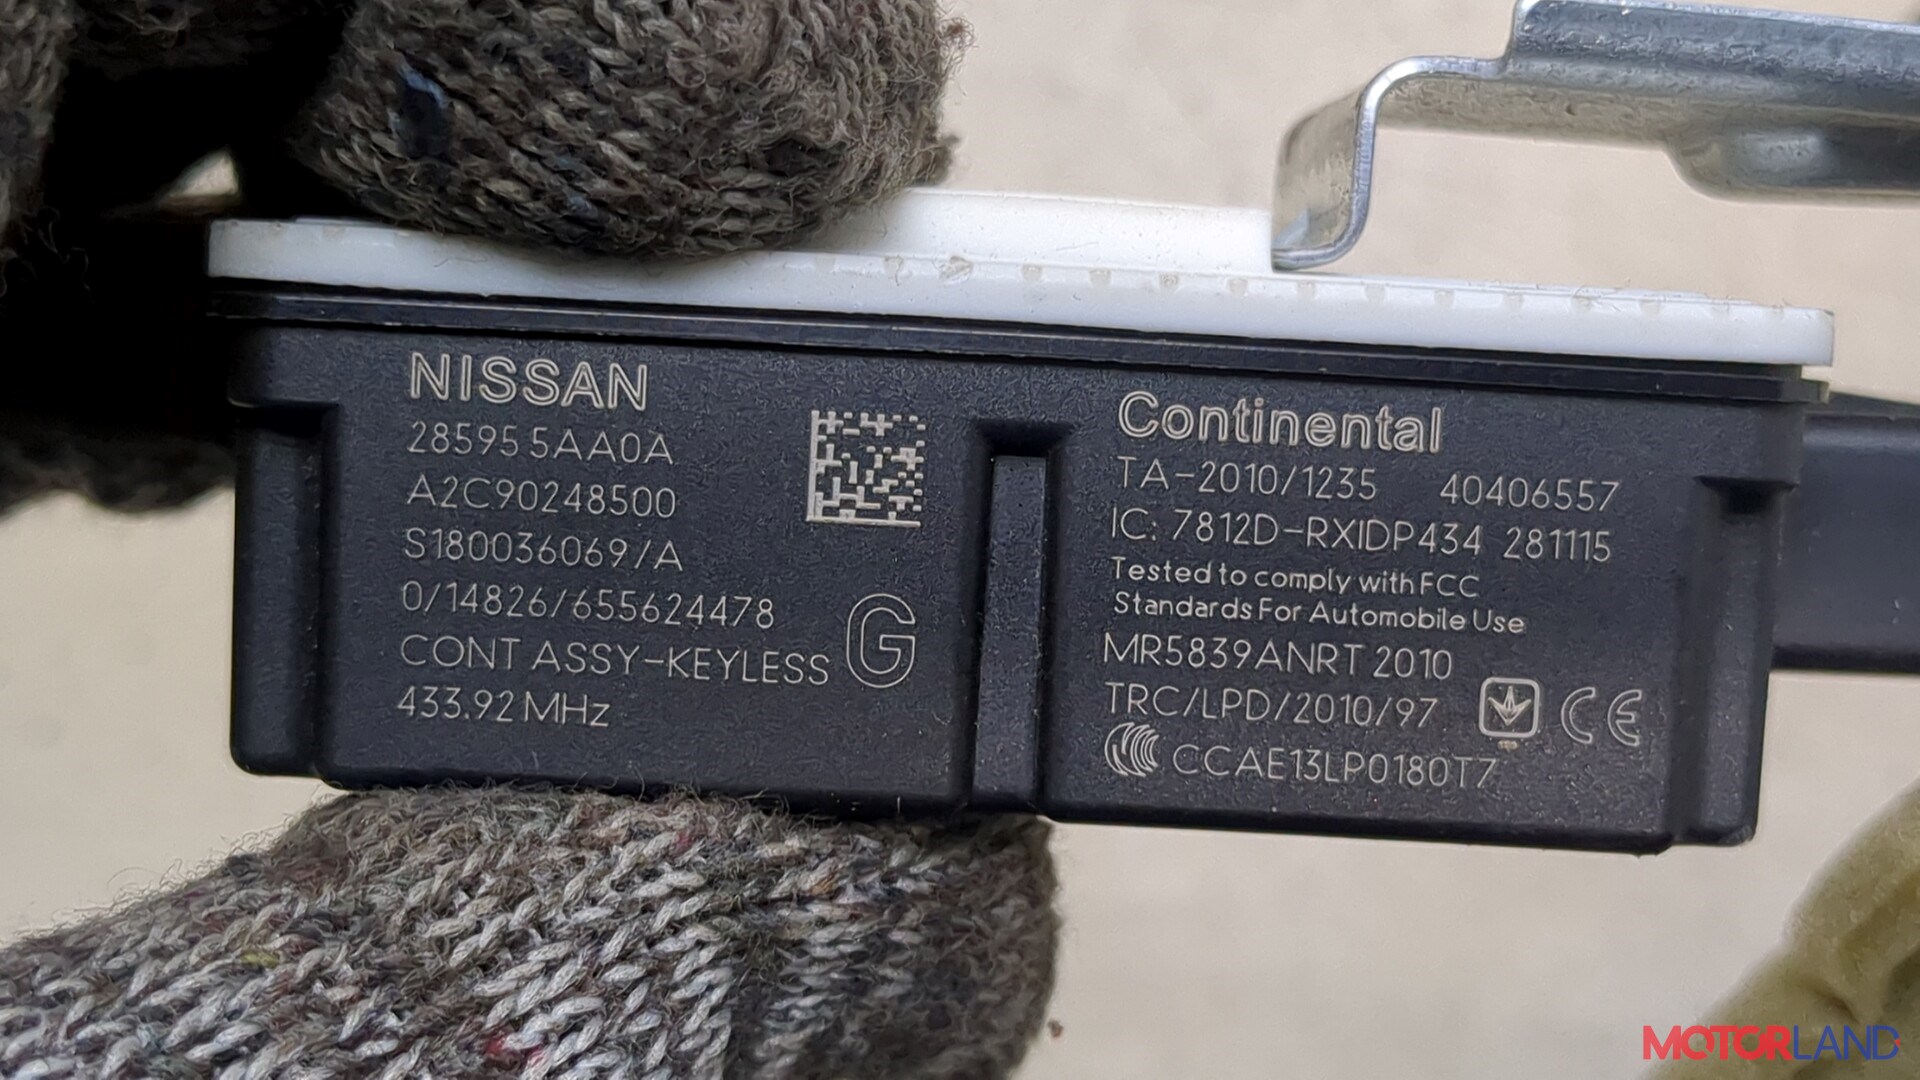 NISSAN
28595 5AA0A
A2C90248500
S180036069/A
0/14826/655624478
CONT ASSY-KEYLESS
433.92 MHz
G
Continental
TA-2010/1235 40406557
IC: 7812D-RXIDP434 281115
Tested to comply with FCC
Standards For Automobile Use
MR5839ANRT 2010
TRC/LPD/2010/97 CE
CCAE13LP0180T7
MOTORLAND